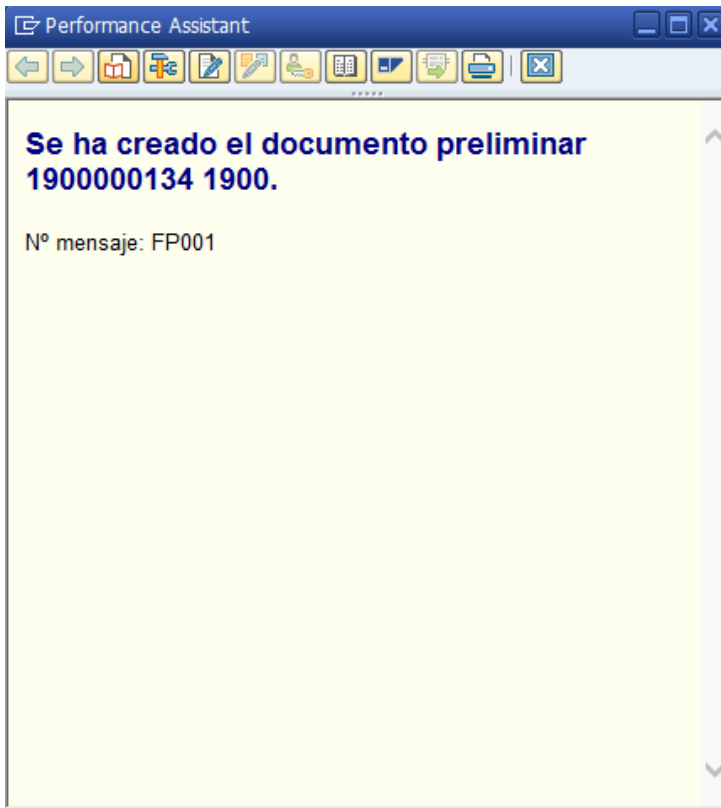 Performance Assistant
Se ha creado el documento preliminar
1900000134 1900.
Nº mensaje: FP001